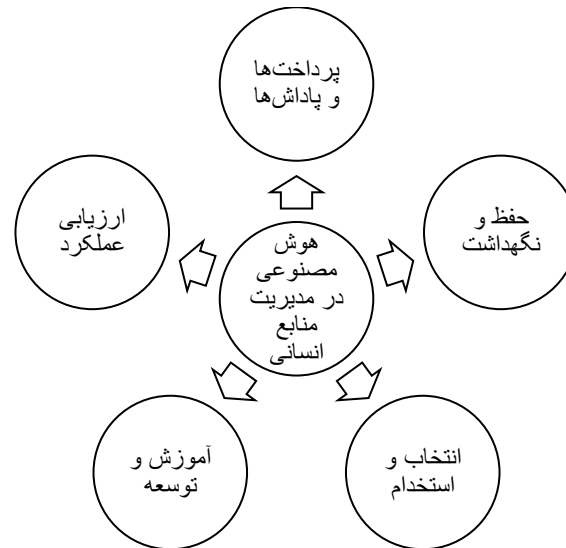 پرداخت‌ها
و پاداش‌ها
حفظ و
نگهداشت
انتخاب و
استخدام
آموزش و
توسعه
ارزیابی
عملکرد
هوش
مصنوعی
در مدیریت
منابع
انسانی